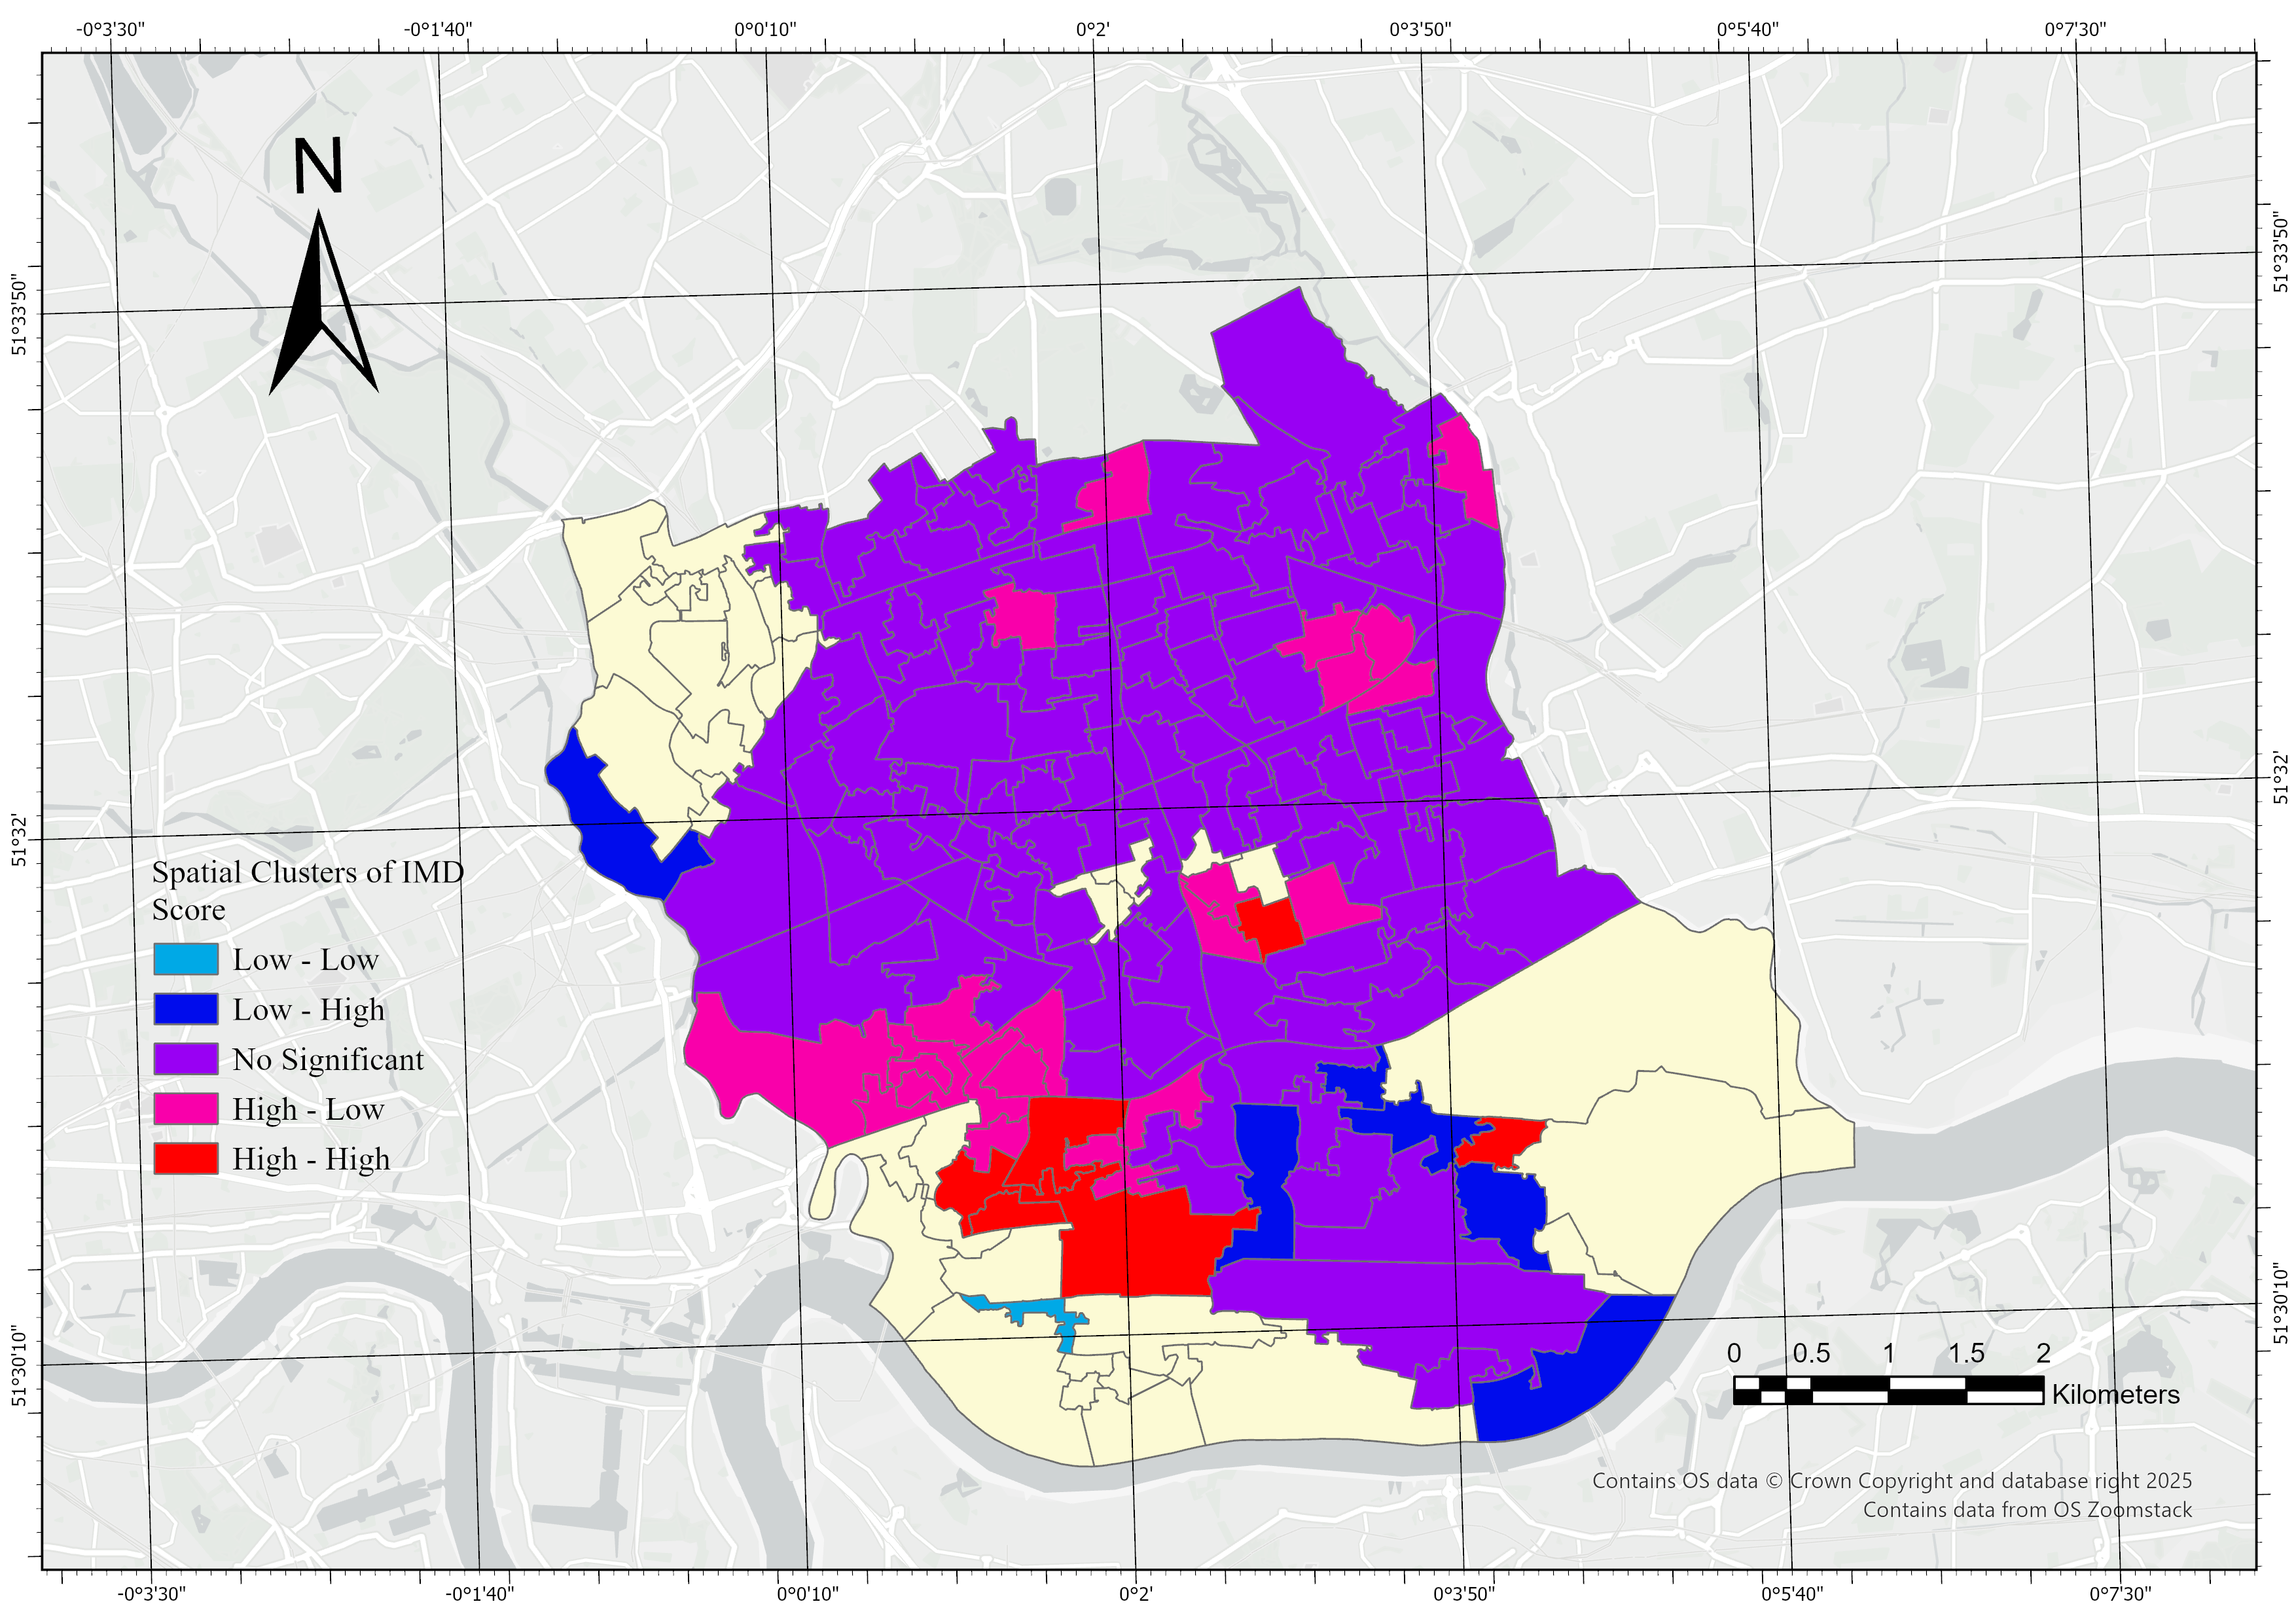 -0°3'30" -0°1'40" 0°0'10" 0°2' 0°3'50" 0°5'40" 0°7'30"
N
51°33'50" 51°33'50"
51°32' 51°32'
Spatial Clusters of IMD
Score
Low - Low
Low - High
No Significant
High - Low
High - High
51°30'10" 51°30'10"
0 0.5 1 1.5 2
Kilometers
Contains OS data © Crown Copyright and database right 2025
Contains data from OS Zoomstack
-0°3'30" -0°1'40" 0°0'10" 0°2' 0°3'50" 0°5'40" 0°7'30"